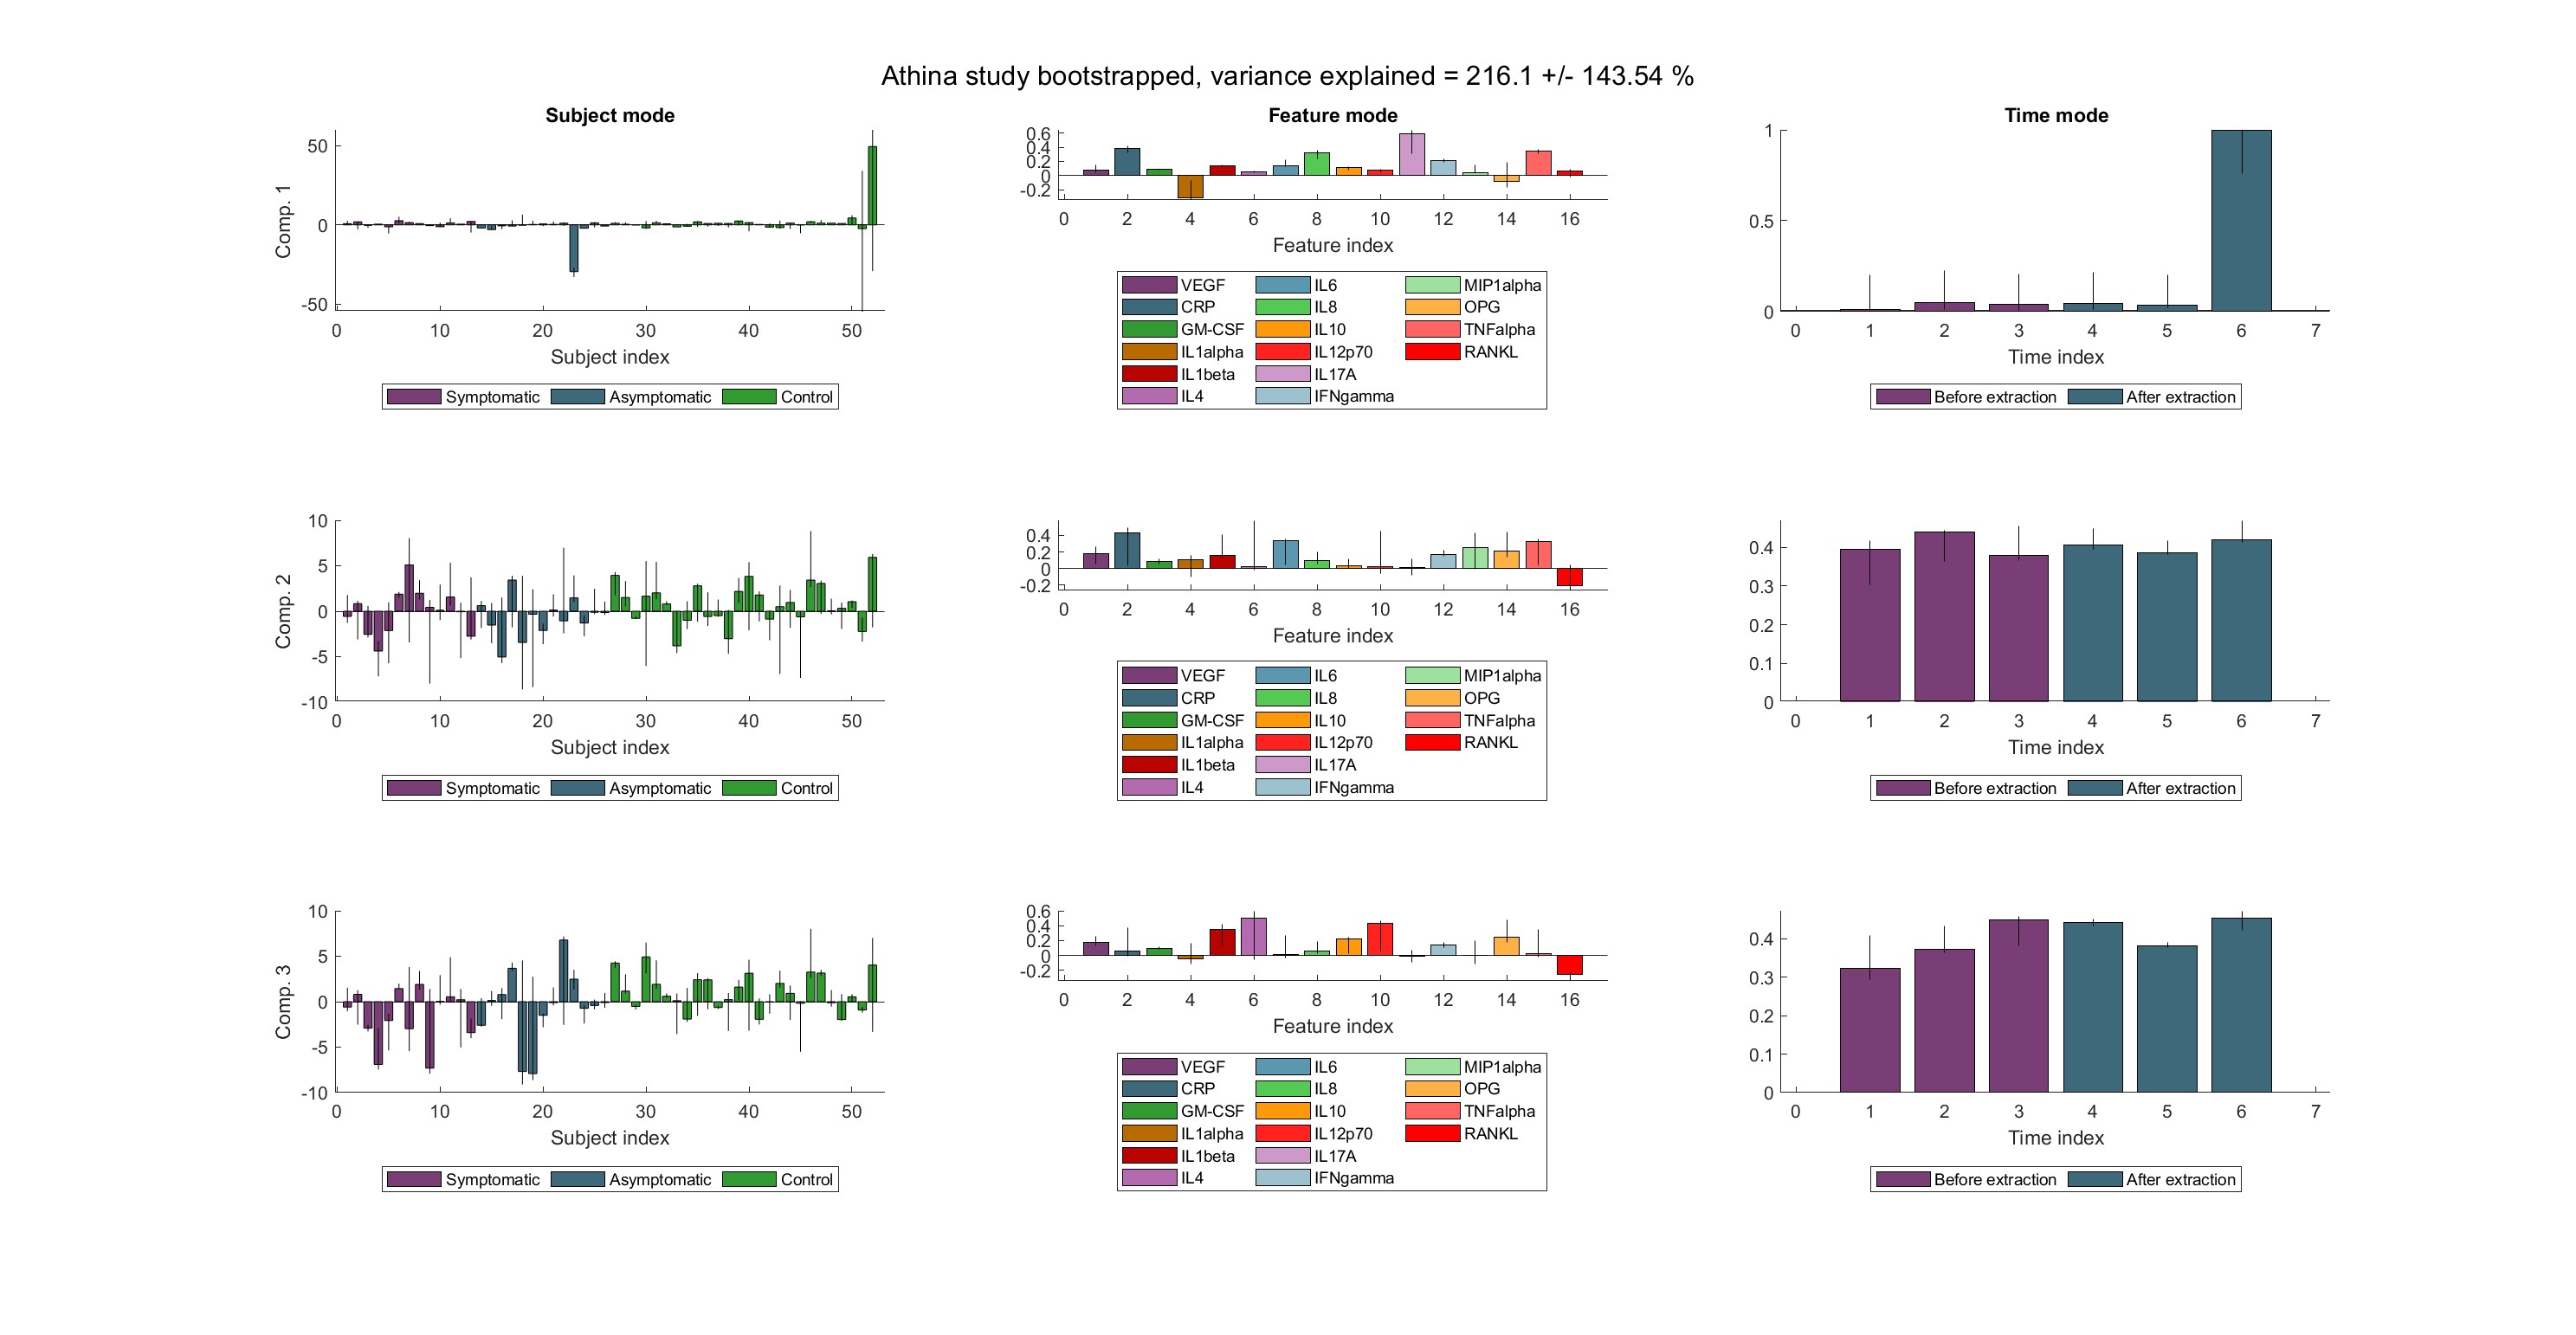 Athina study bootstrapped, variance explained = 216.1 +/- 143.54 %
Subject mode
Feature mode
Time mode
Comp. 1
50
0
-50
0 10 20 30 40 50
Subject index
Symptomatic Asymptomatic Control
0.6
0.4
0.2
0
-0.2
0 2 4 6 8 10 12 14 16
Feature index
VEGF IL6 MIP1alpha
CRP IL8 OPG
GM-CSF IL10 TNFalpha
IL1alpha IL12p70 RANKL
IL1beta IL17A
IL4 IFNgamma
1
0.5
0
0 1 2 3 4 5 6 7
Time index
Before extraction After extraction
Comp. 2
10
5
0
-5
-10
0 10 20 30 40 50
Subject index
Symptomatic Asymptomatic Control
0.4
0.2
0
-0.2
0 2 4 6 8 10 12 14 16
Feature index
VEGF IL6 MIP1alpha
CRP IL8 OPG
GM-CSF IL10 TNFalpha
IL1alpha IL12p70 RANKL
IL1beta IL17A
IL4 IFNgamma
0.4
0.3
0.2
0.1
0
0 1 2 3 4 5 6 7
Time index
Before extraction After extraction
Comp. 3
10
5
0
-5
-10
0 10 20 30 40 50
Subject index
Symptomatic Asymptomatic Control
0.6
0.4
0.2
0
-0.2
0 2 4 6 8 10 12 14 16
Feature index
VEGF IL6 MIP1alpha
CRP IL8 OPG
GM-CSF IL10 TNFalpha
IL1alpha IL12p70 RANKL
IL1beta IL17A
IL4 IFNgamma
0.4
0.3
0.2
0.1
0
0 1 2 3 4 5 6 7
Time index
Before extraction After extraction